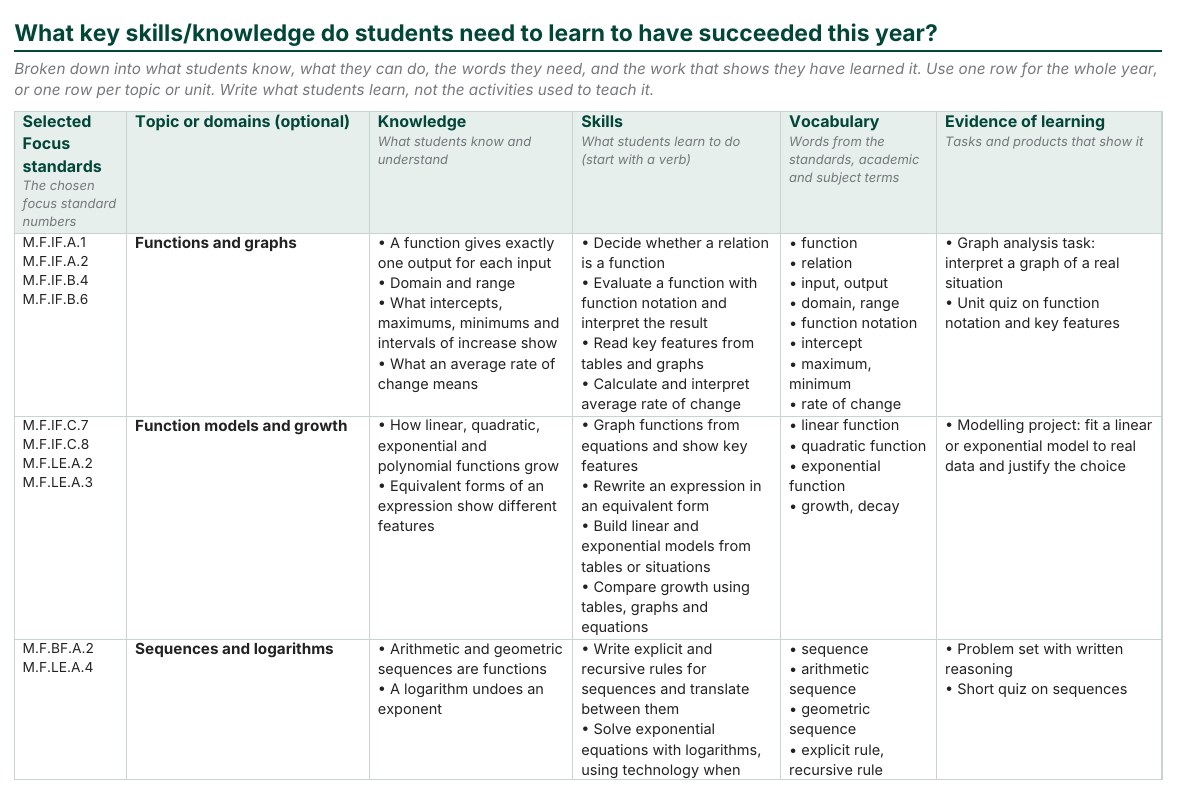 What key skills/knowledge do students need to learn to have succeeded this year?
Broken down into what students know, what they can do, the words they need, and the work that shows they have learned it. Use one row for the whole year,
or one row per topic or unit. Write what students learn, not the activities used to teach it.
Selected
Focus
standards
The chosen
focus standard
numbers
Topic or domains (optional)
Knowledge
What students know and
understand
Skills
What students learn to do
(start with a verb)
Vocabulary
Words from the
standards, academic
and subject terms
Evidence of learning
Tasks and products that show it
M.F.IF.A.1
M.F.IF.A.2
M.F.IF.B.4
M.F.IF.B.6
Functions and graphs
• A function gives exactly
one output for each input
• Domain and range
• What intercepts,
maximums, minimums and
intervals of increase show
• What an average rate of
change means
• Decide whether a relation
is a function
• Evaluate a function with
function notation and
interpret the result
• Read key features from
tables and graphs
• Calculate and interpret
average rate of change
• function
• relation
• input, output
• domain, range
• function notation
• intercept
• maximum,
minimum
• rate of change
• Graph analysis task:
interpret a graph of a real
situation
• Unit quiz on function
notation and key features
M.F.IF.C.7
M.F.IF.C.8
M.F.LE.A.2
M.F.LE.A.3
Function models and growth
• How linear, quadratic,
exponential and
polynomial functions grow
• Equivalent forms of an
expression show different
features
• Graph functions from
equations and show key
features
• Rewrite an expression in
an equivalent form
• Build linear and
exponential models from
tables or situations
• Compare growth using
tables, graphs and
equations
• linear function
• quadratic function
• exponential
function
• growth, decay
• Modelling project: fit a linear
or exponential model to real
data and justify the choice
M.F.BF.A.2
M.F.LE.A.4
Sequences and logarithms
• Arithmetic and geometric
sequences are functions
• A logarithm undoes an
exponent
• Write explicit and
recursive rules for
sequences and translate
between them
• Solve exponential
equations with logarithms,
using technology when
• sequence
• arithmetic
sequence
• geometric
sequence
• explicit rule,
recursive rule
• Problem set with written
reasoning
• Short quiz on sequences